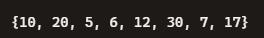 {10, 20, 5, 6, 12, 30, 7, 17}